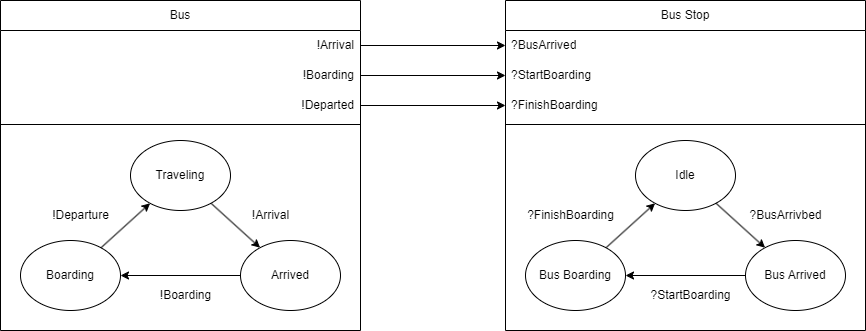 Bus
Bus Stop
!Arrival
?BusArrived
!Boarding
?StartBoarding
!Departed
?FinishBoarding
Traveling
!Departure
!Arrival
Boarding
Arrived
!Boarding
Idle
?FinishBoarding
?BusArrivbed
Bus Boarding
Bus Arrived
?StartBoarding